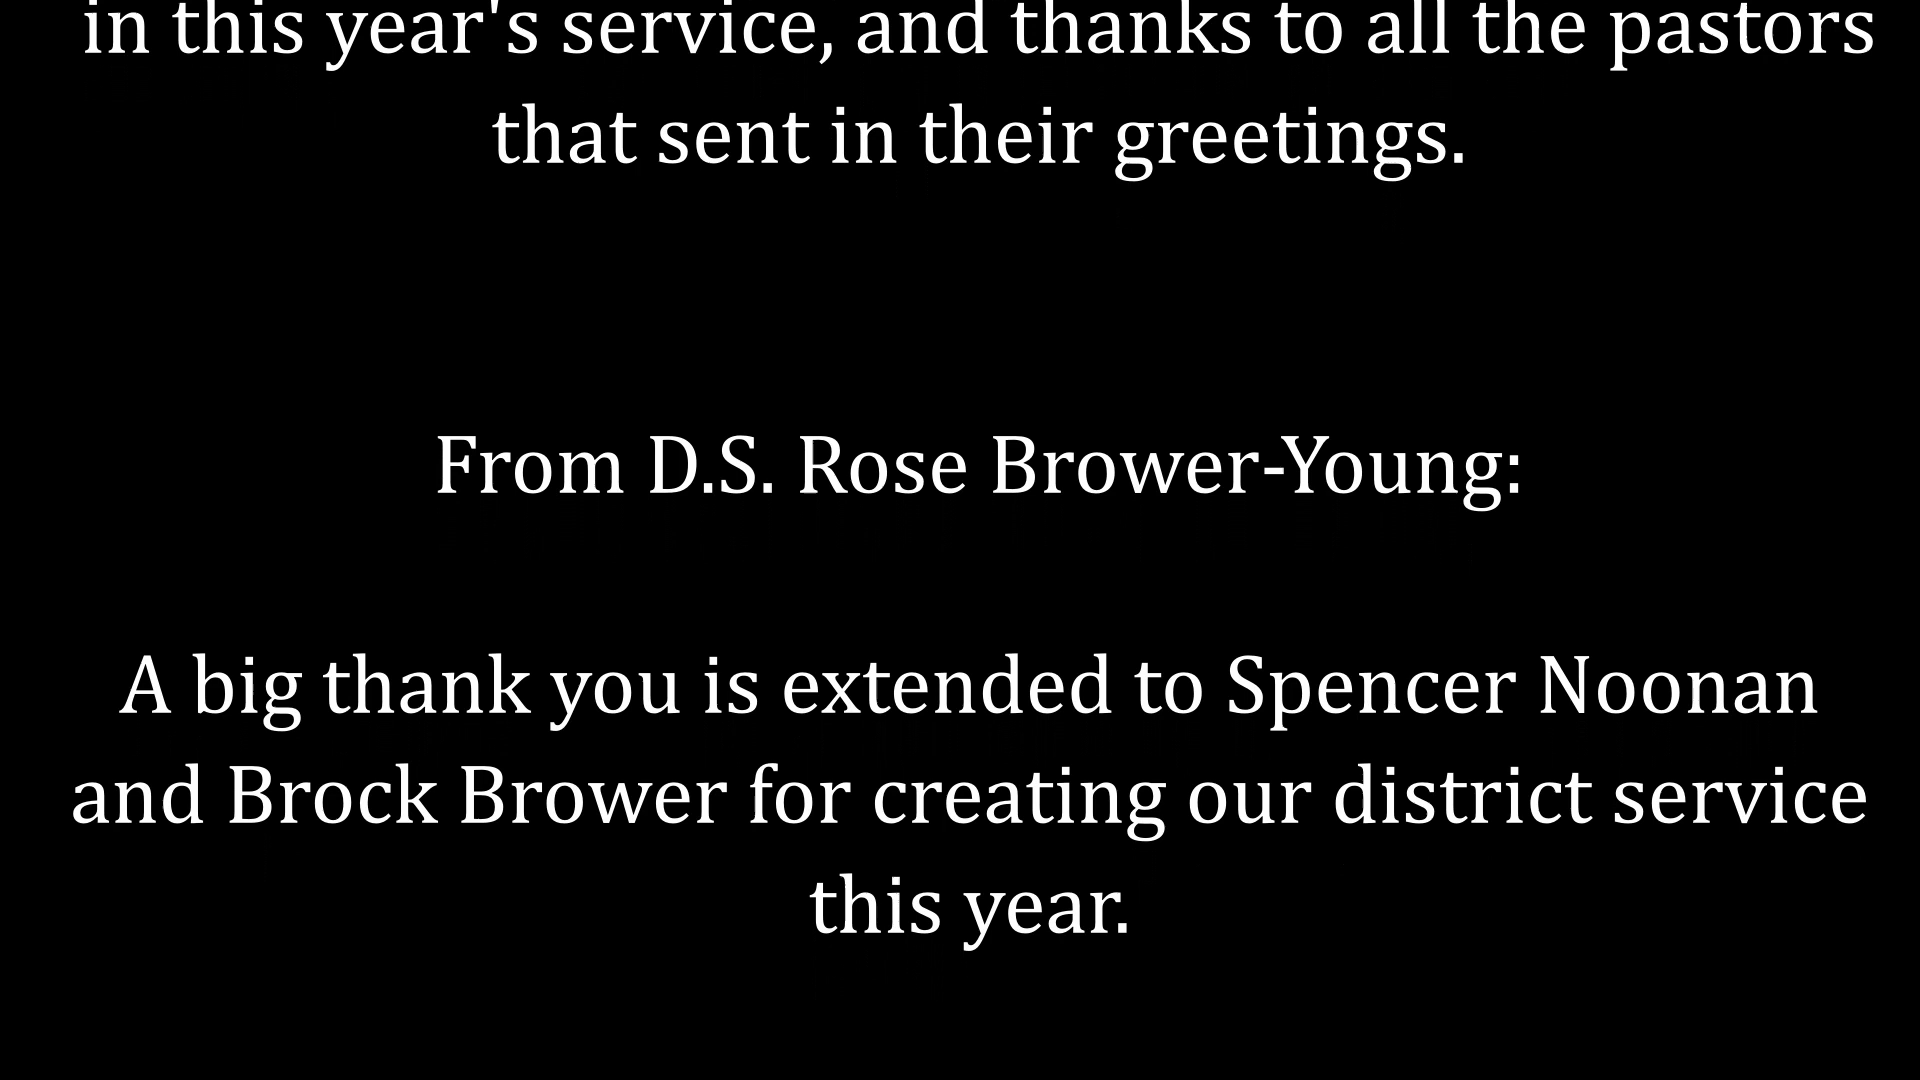 in this year's service, and thanks to all the pastors
that sent in their greetings.
From D.S. Rose Brower-Young:
A big thank you is extended to Spencer Noonan
and Brock Brower for creating our district service
this year.